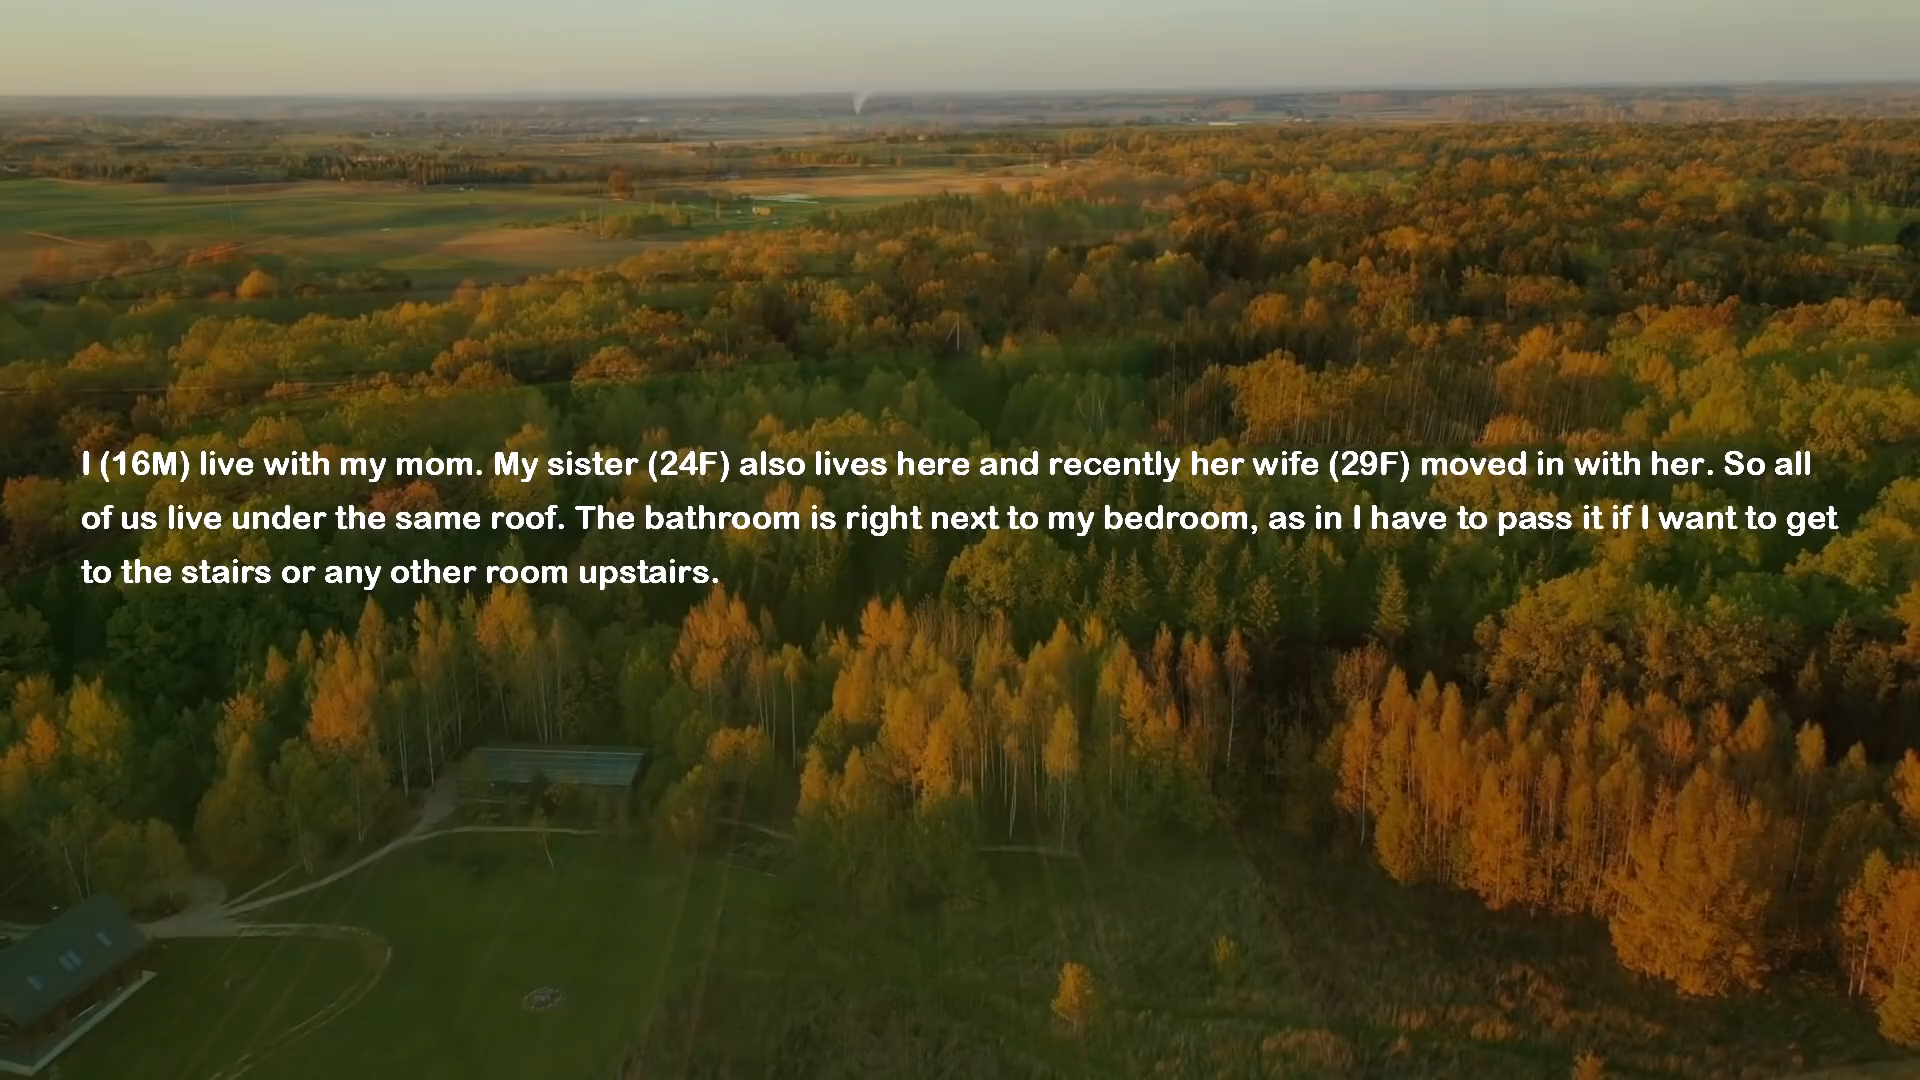 I (16M) live with my mom. My sister (24F) also lives here and recently her wife (29F) moved in with her. So all
of us live under the same roof. The bathroom is right next to my bedroom, as in I have to pass it if I want to get
to the stairs or any other room upstairs.